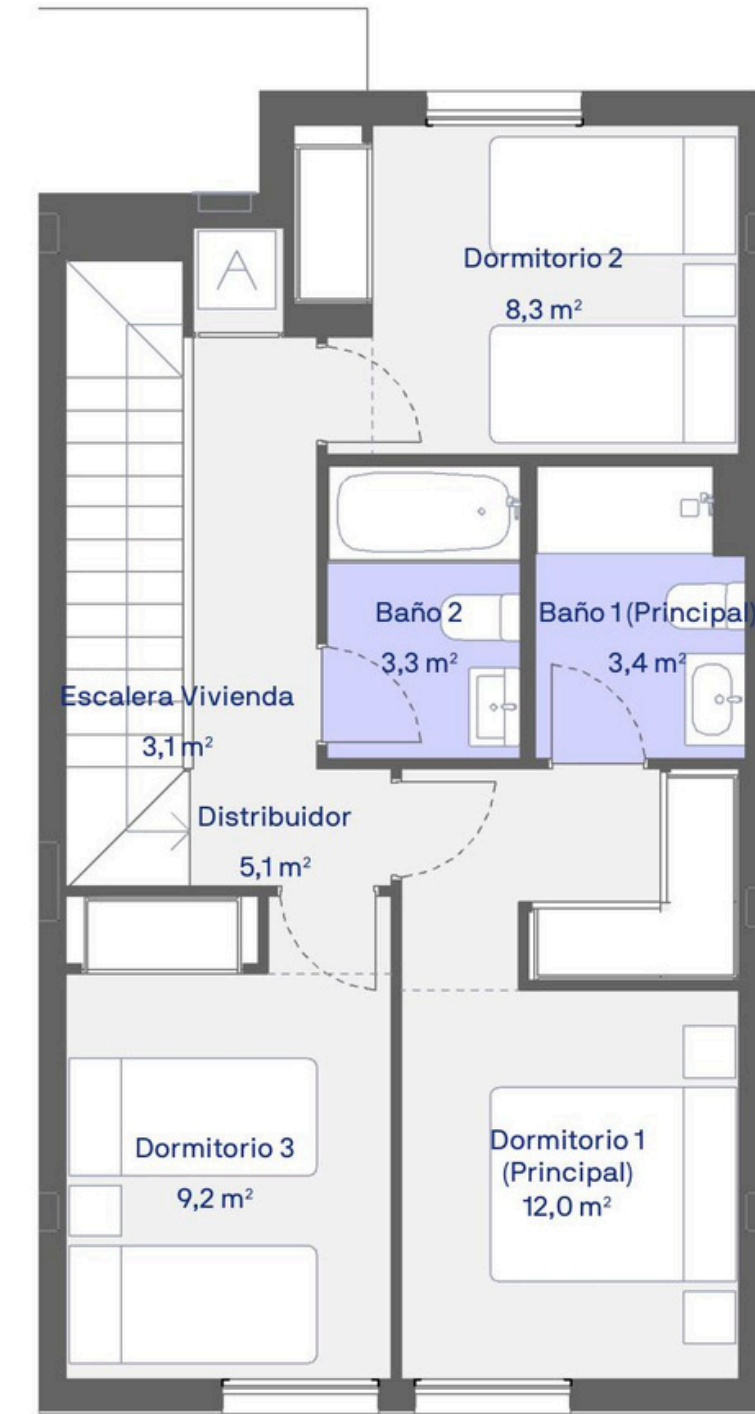 A
Dormitorio 2
8,3 m²
Baño 2
3,3 m²
Baño 1 (Principal)
3,4 m²
Escalera Vivienda
3,1 m²
Distribuidor
5,1 m²
Dormitorio 3
9,2 m²
Dormitorio 1
(Principal)
12,0 m²